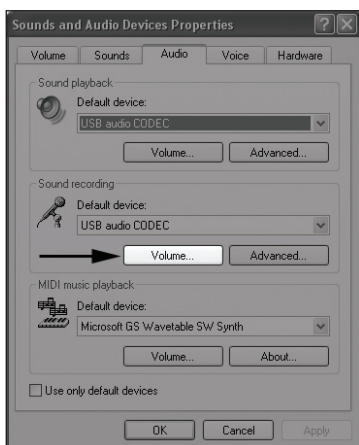 Sounds and Audio Devices Properties
Volume Sounds Audio Voice Hardware
Sound playback
Default device:
USB audio CODEC
Volume... Advanced...
Sound recording
Default device:
USB audio CODEC
Volume... Advanced...
MIDI music playback
Default device:
Microsoft GS Wavetable SW Synth
Volume... About...
Use only default devices
OK Cancel Apply